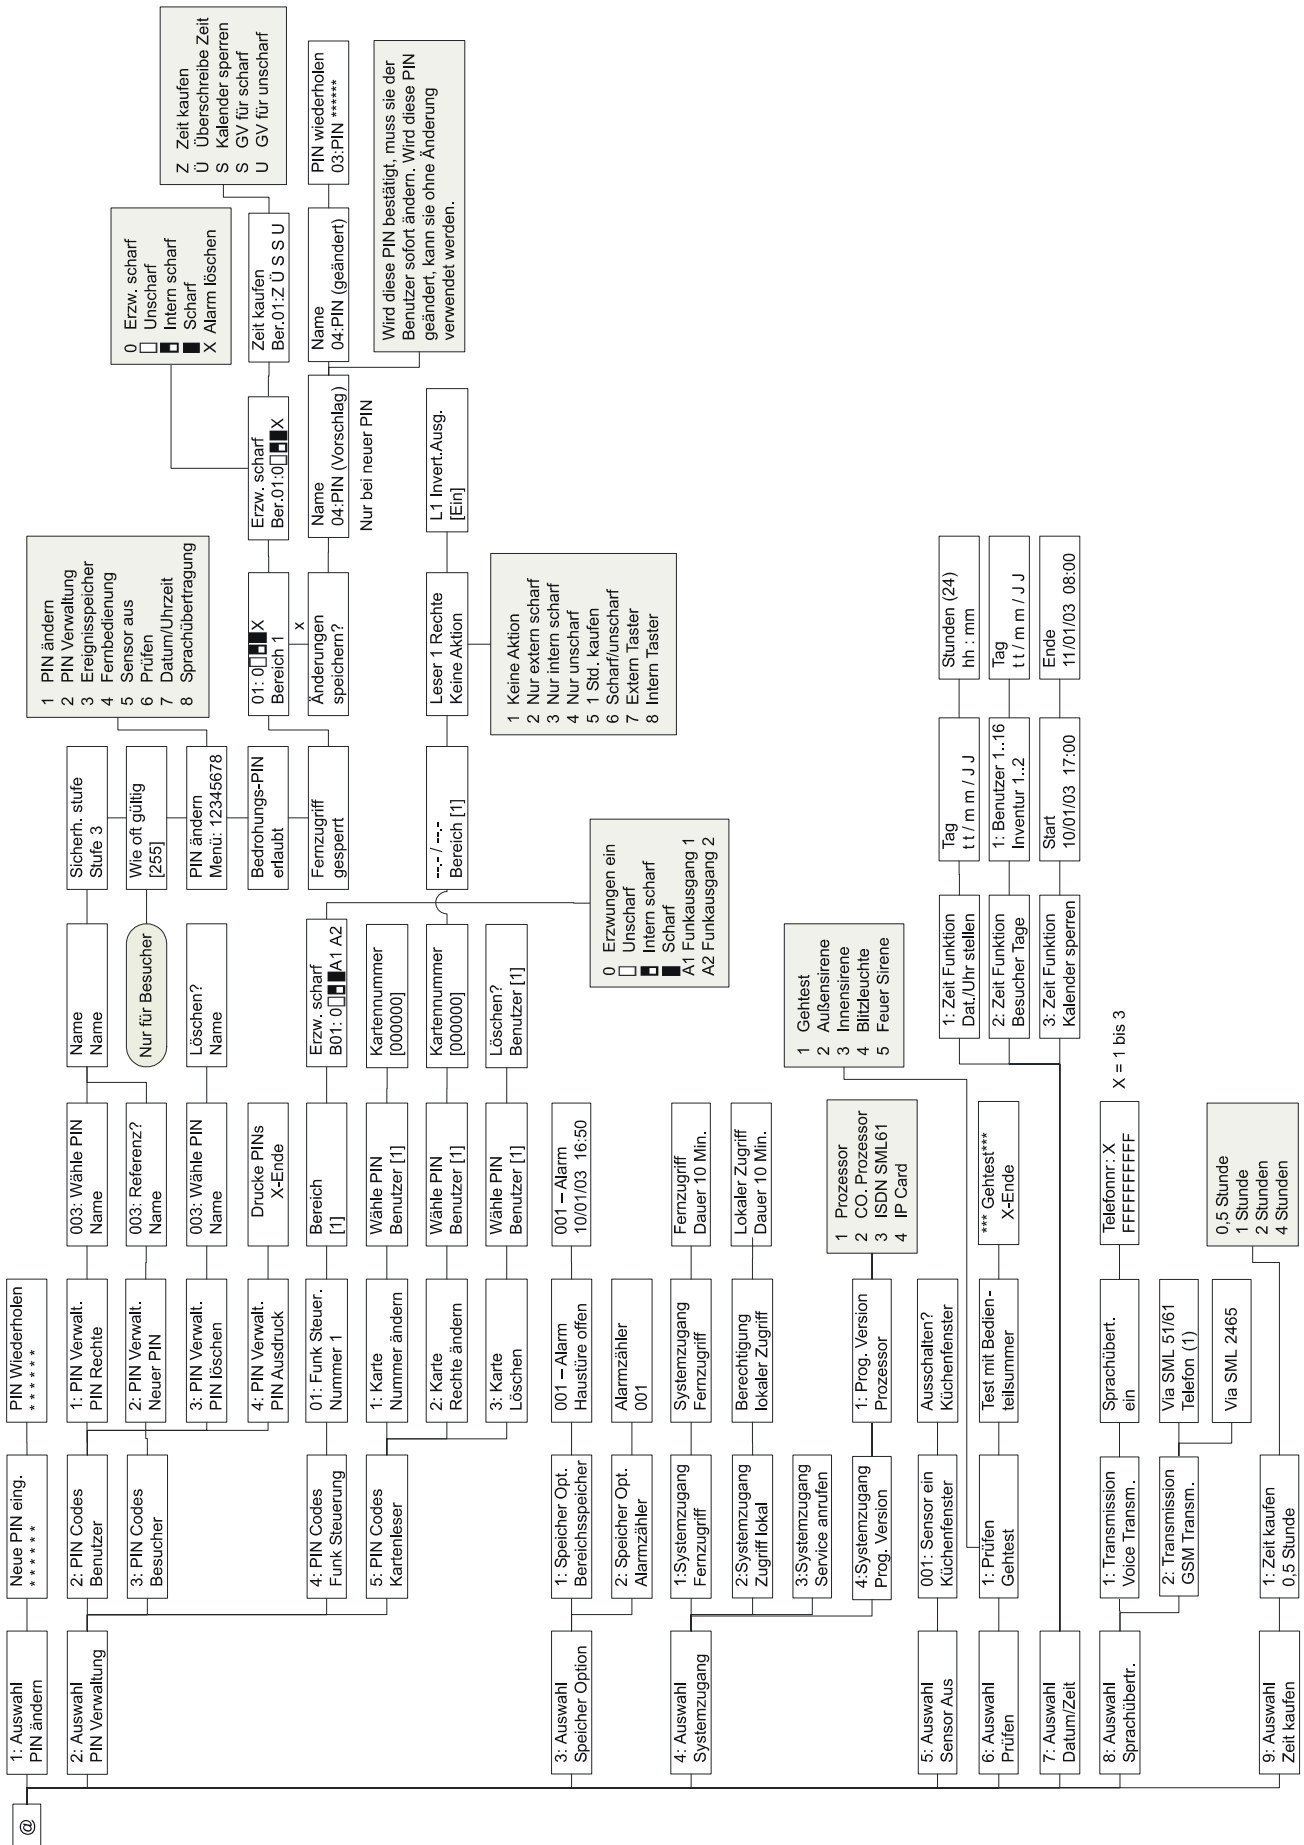 @
1: Auswahl
PIN ändern
Neue PIN eing.
* * * * * *
PIN Wiederholen
* * * * * *
2: Auswahl
PIN Verwaltung
2: PIN Codes
Benutzer
1: PIN Verwalt.
PIN Rechte
003: Wähle PIN
Name
Name
Name
Sicherh. stufe
Stufe 3
1 PIN ändern
2 PIN Verwaltung
3 Ereignisspeicher
4 Fernbedienung
5 Sensor aus
6 Prüfen
7 Datum/Uhrzeit
8 Sprachübertragung
3: PIN Codes
Besucher
2: PIN Verwalt.
Neuer PIN
003: Referenz?
Name
Nur für Besucher
Wie oft gültig
[255]
3: PIN Verwalt.
PIN löschen
003: Wähle PIN
Name
Löschen?
Name
PIN ändern
Menü: 12345678
0 Erzw. scharf
Unscharf
Intern scharf
Scharf
X Alarm löschen
Z Zeit kaufen
Ü Überschreibe Zeit
S Kalender sperren
S GV für scharf
U GV für unscharf
4: PIN Verwalt.
PIN Ausdruck
Drucke PINs
X-Ende
Bedrohungs-PIN
erlaubt
01: 0 X
Bereich 1
Erzw. scharf
Ber.01:0 X
Zeit kaufen
Ber.01:Z Ü S S U
4: PIN Codes
Funk Steuerung
01: Funk Steuer.
Nummer 1
Bereich
[1]
Erzw. scharf
B01: 0 A1 A2
Fernzugriff
gesperrt
x
Änderungen
speichern?
Name
04:PIN (Vorschlag)
Name
04:PIN (geändert)
PIN wiederholen
03:PIN ******
Nur bei neuer PIN
Wird diese PIN bestätigt, muss sie der
Benutzer sofort ändern. Wird diese PIN
geändert, kann sie ohne Änderung
verwendet werden.
5: PIN Codes
Kartenleser
1: Karte
Nummer ändern
Wähle PIN
Benutzer [1]
Kartennummer
[000000]
2: Karte
Rechte ändern
Wähle PIN
Benutzer [1]
Kartennummer
[000000]
--.- / --.-
Bereich [1]
Leser 1 Rechte
Keine Aktion
L1 Invert.Ausg.
[Ein]
3: Karte
Löschen
Wähle PIN
Benutzer [1]
Löschen?
Benutzer [1]
1 Keine Aktion
2 Nur extern scharf
3 Nur intern scharf
4 Nur unscharf
5 1 Std. kaufen
6 Scharf/unscharf
7 Extern Taster
8 Intern Taster
0 Erzwungen ein
Unscharf
Intern scharf
Scharf
A1 Funkausgang 1
A2 Funkausgang 2
3: Auswahl
Speicher Option
1: Speicher Opt.
Bereichsspeicher
001 – Alarm
Haustüre offen
001 – Alarm
10/01/03 16:50
2: Speicher Opt.
Alarmzähler
Alarmzähler
001
4: Auswahl
Systemzugang
1:Systemzugang
Fernzugriff
Systemzugang
Fernzugriff
Fernzugriff
Dauer 10 Min.
2:Systemzugang
Zugriff lokal
Berechtigung
lokaler Zugriff
Lokaler Zugriff
Dauer 10 Min.
3:Systemzugang
Service anrufen
4:Systemzugang
Prog. Version
1: Prog. Version
Prozessor
1 Prozessor
2 CO. Prozessor
3 ISDN SML61
4 IP Card
5: Auswahl
Sensor Aus
001: Sensor ein
Küchenfenster
Ausschalten?
Küchenfenster
1 Gehtest
2 Außensirene
3 Innensirene
4 Blitzleuchte
5 Feuer Sirene
6: Auswahl
Prüfen
1: Prüfen
Gehtest
Test mit Bedien-
teilsummer
*** Gehtest***
X-Ende
7: Auswahl
Datum/Zeit
1: Zeit Funktion
Dat./Uhr stellen
Tag
t t / m m / J J
Stunden (24)
hh : mm
2: Zeit Funktion
Besucher Tage
1: Benutzer 1..16
Inventur 1..2
Tag
t t / m m / J J
3: Zeit Funktion
Kalender sperren
Start
10/01/03 17:00
Ende
11/01/03 08:00
8: Auswahl
Sprachübertr.
1: Transmission
Voice Transm.
Sprachübert.
ein
Telefonnr: X
FFFFFFFFFF
X = 1 bis 3
2: Transmission
GSM Transm.
Via SML 51/61
Telefon (1)
Via SML 2465
9: Auswahl
Zeit kaufen
1: Zeit kaufen
0,5 Stunde
0,5 Stunde
1 Stunde
2 Stunden
4 Stunden